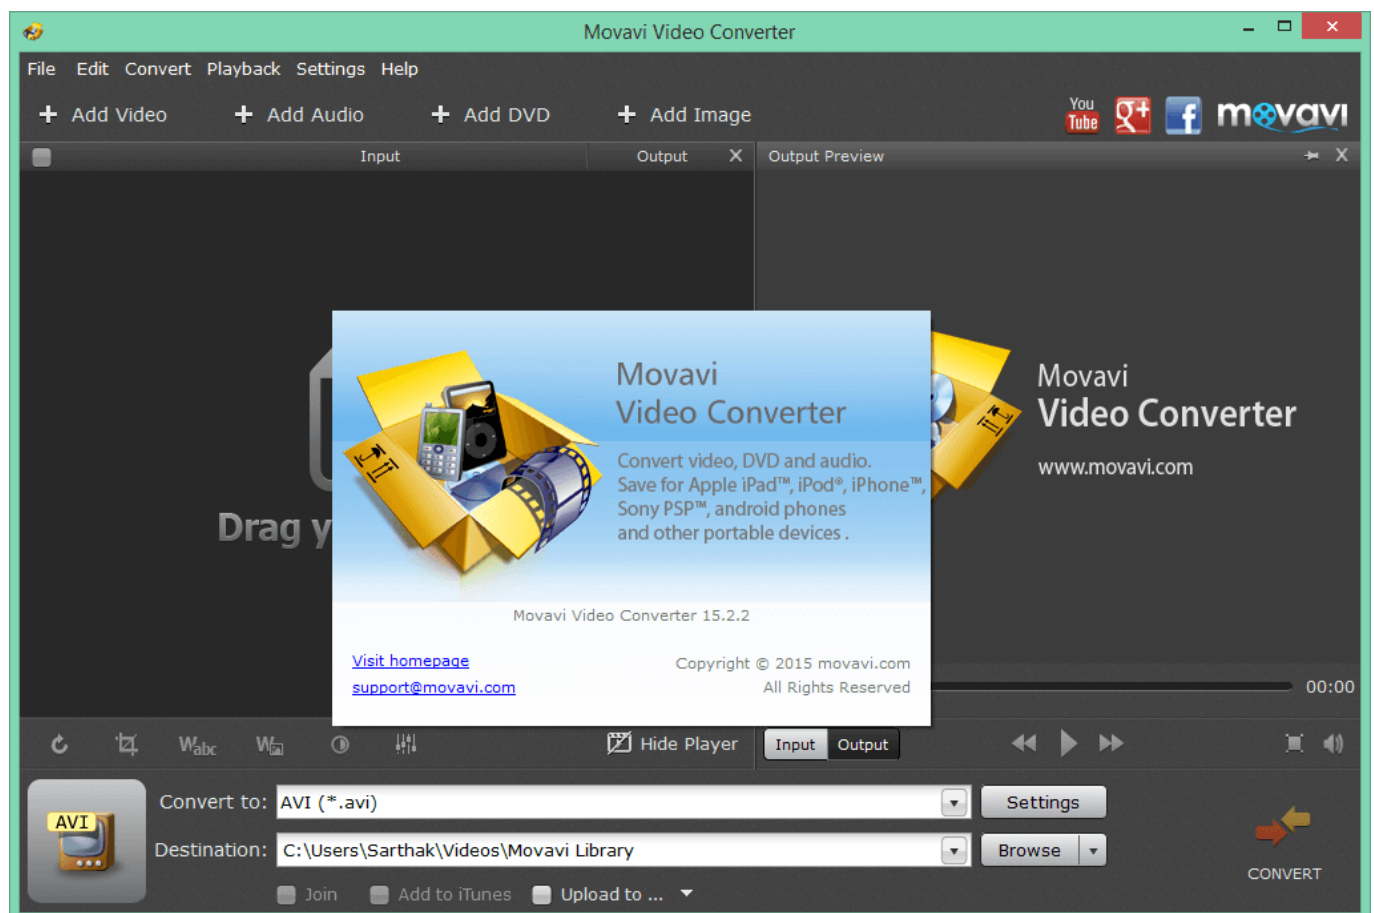 Movavi Video Converter
File Edit Convert Playback Settings Help
+ Add Video + Add Audio + Add DVD + Add Image
You
Tube
g+
f
movavi
Input Output X Output Preview X
Movavi
Video Converter
Convert video, DVD and audio.
Save for Apple iPad™, iPod®, iPhone™,
Sony PSP™, android phones
and other portable devices .
Movavi Video Converter 15.2.2
Visit homepage
support@movavi.com
Copyright © 2015 movavi.com
All Rights Reserved
Drag y
Movavi
Video Converter
www.movavi.com
00:00
Wabc W Hide Player Input Output
AVI
Convert to: AVI (*.avi) Settings
Destination: C:\Users\Sarthak\Videos\Movavi Library Browse
CONVERT
Join Add to iTunes Upload to ...